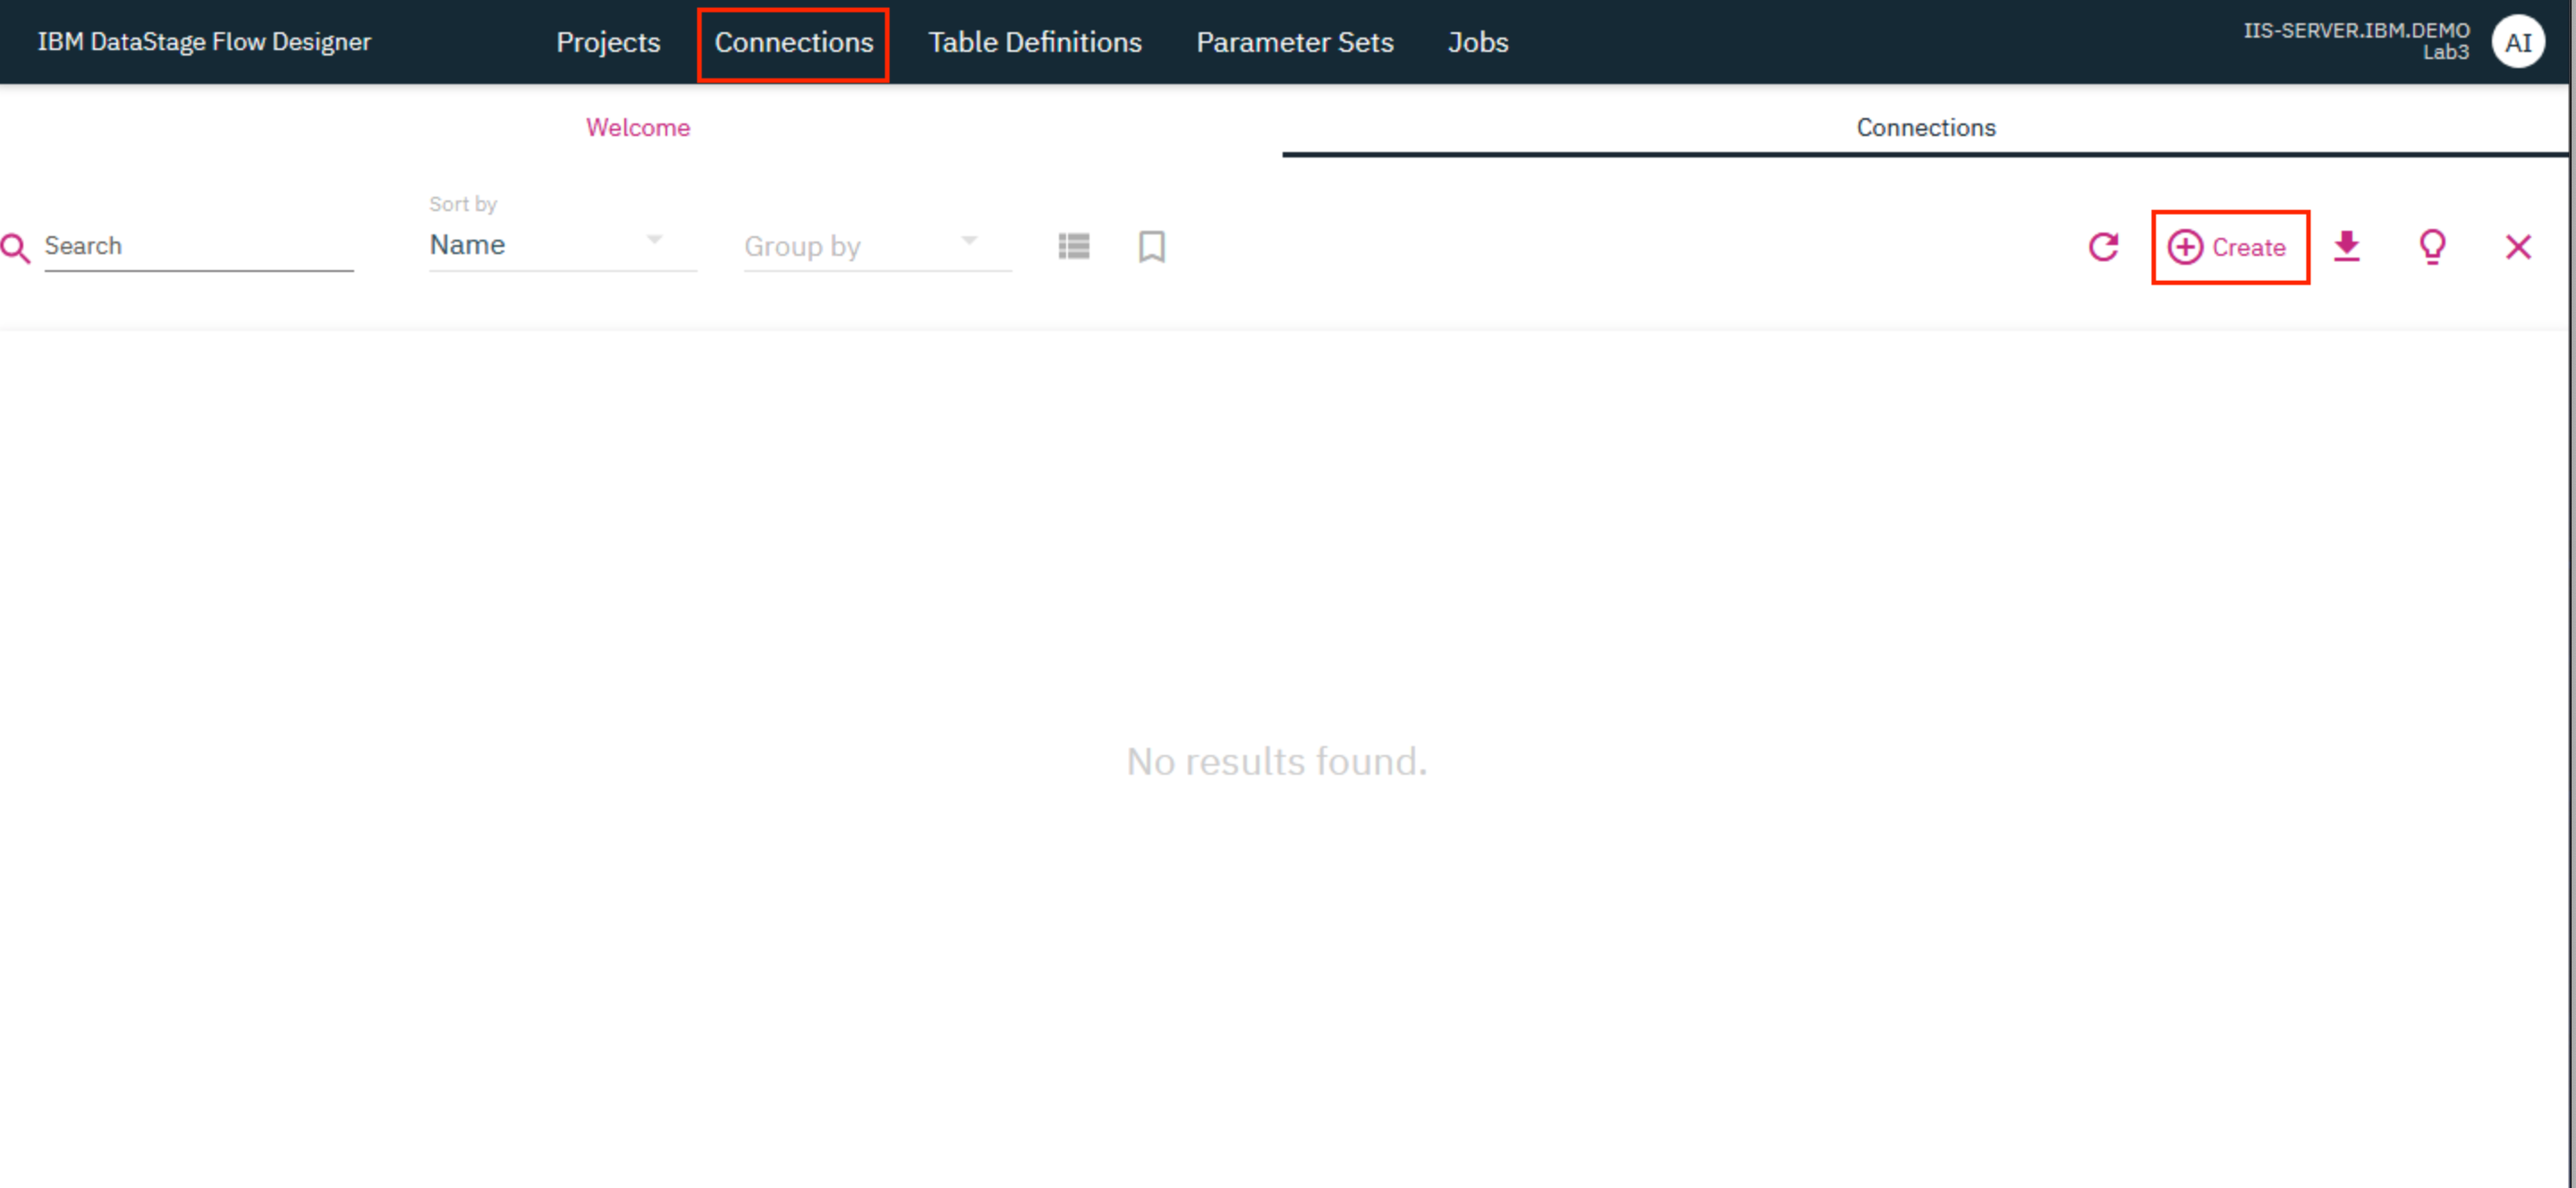 IBM DataStage Flow Designer
Projects
Connections
Table Definitions
Parameter Sets
Jobs
IIS-SERVER.IBM.DEMO
Lab3
AI
Welcome
Connections
Search
Sort by
Name
Group by
Create
No results found.